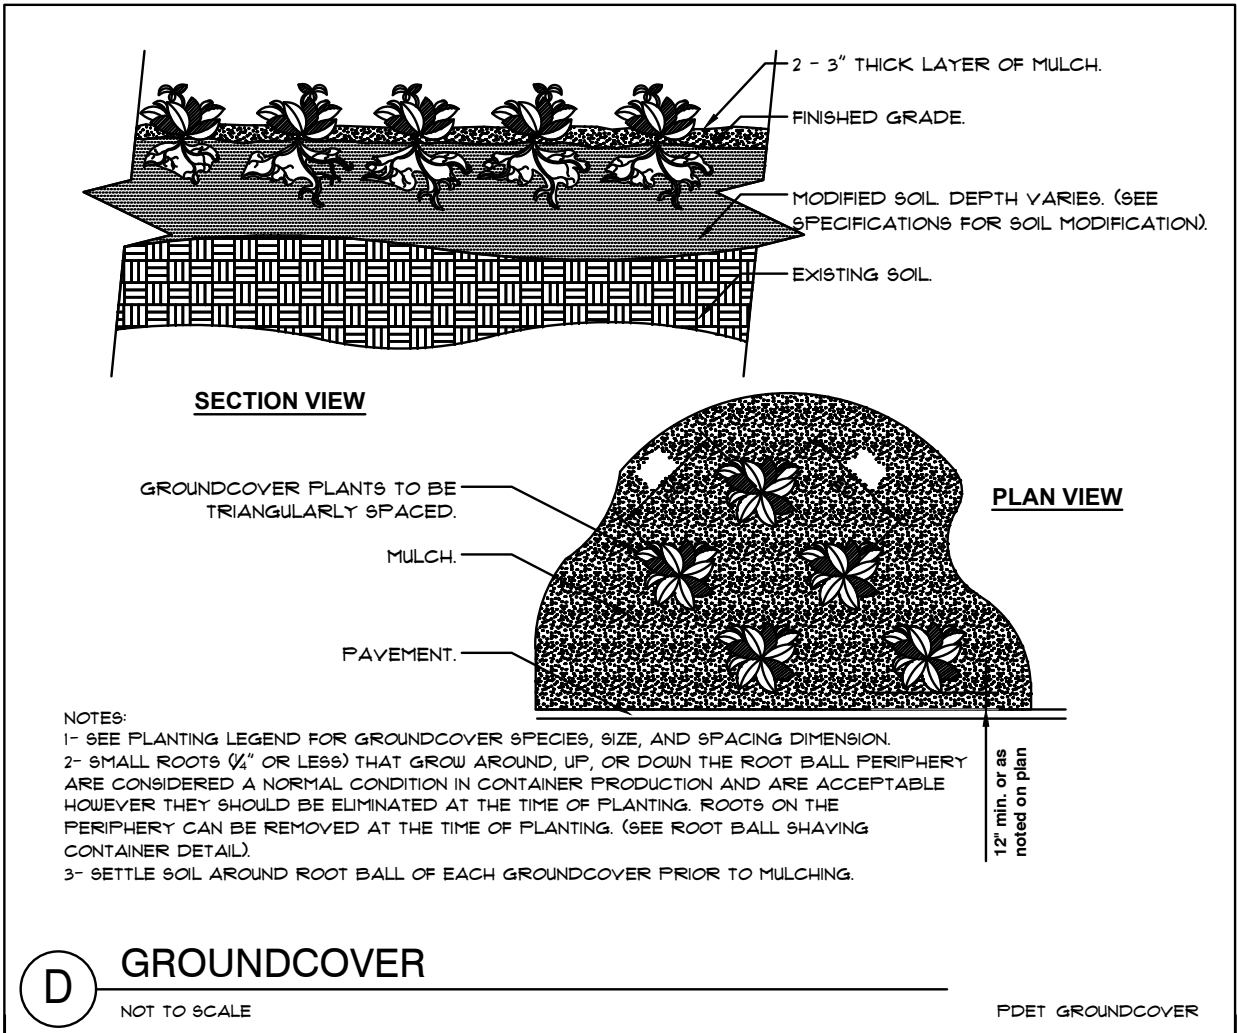 2 - 3" THICK LAYER OF MULCH.
FINISHED GRADE.
MODIFIED SOIL. DEPTH VARIES. (SEE
SPECIFICATIONS FOR SOIL MODIFICATION).
EXISTING SOIL.
SECTION VIEW
GROUNDCOVER PLANTS TO BE
TRIANGULARLY SPACED.
PLAN VIEW
MULCH.
PAVEMENT.
12" min. or as
noted on plan
NOTES:
1- SEE PLANTING LEGEND FOR GROUNDCOVER SPECIES, SIZE, AND SPACING DIMENSION.
2- SMALL ROOTS (¼" OR LESS) THAT GROW AROUND, UP, OR DOWN THE ROOT BALL PERIPHERY
ARE CONSIDERED A NORMAL CONDITION IN CONTAINER PRODUCTION AND ARE ACCEPTABLE
HOWEVER THEY SHOULD BE ELIMINATED AT THE TIME OF PLANTING. ROOTS ON THE
PERIPHERY CAN BE REMOVED AT THE TIME OF PLANTING. (SEE ROOT BALL SHAVING
CONTAINER DETAIL).
3- SETTLE SOIL AROUND ROOT BALL OF EACH GROUNDCOVER PRIOR TO MULCHING.
D
GROUNDCOVER
NOT TO SCALE
PDET GROUNDCOVER